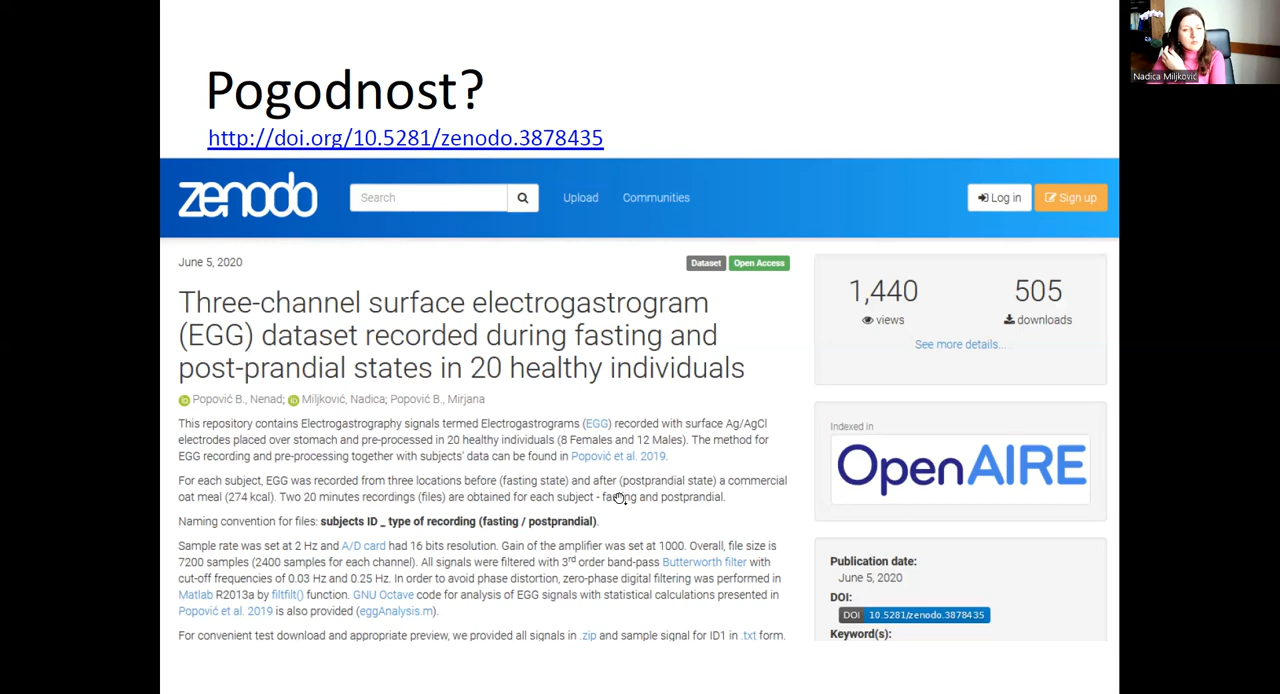 Pogodnost?
http://doi.org/10.5281/zenodo.3878435
Nadica Miljković
zenodo
Search
Upload
Communities
Log in
Sign up
June 5, 2020
Dataset
Open Access
Three-channel surface electrogastrogram
(EGG) dataset recorded during fasting and
post-prandial states in 20 healthy individuals
iD Popović B., Nenad; iD Miljković, Nadica; Popović B., Mirjana
This repository contains Electrogastrography signals termed Electrogastrograms (EGG) recorded with surface Ag/AgCl
electrodes placed over stomach and pre-processed in 20 healthy individuals (8 Females and 12 Males). The method for
EGG recording and pre-processing together with subjects' data can be found in Popović et al. 2019.
For each subject, EGG was recorded from three locations before (fasting state) and after (postprandial state) a commercial
oat meal (274 kcal). Two 20 minutes recordings (files) are obtained for each subject - fasting and postprandial.
Naming convention for files: subjects ID _ type of recording (fasting / postprandial).
Sample rate was set at 2 Hz and A/D card had 16 bits resolution. Gain of the amplifier was set at 1000. Overall, file size is
7200 samples (2400 samples for each channel). All signals were filtered with 3rd order band-pass Butterworth filter with
cut-off frequencies of 0.03 Hz and 0.25 Hz. In order to avoid phase distortion, zero-phase digital filtering was performed in
Matlab R2013a by filtfilt() function. GNU Octave code for analysis of EGG signals with statistical calculations presented in
Popović et al. 2019 is also provided (eggAnalysis.m).
For convenient test download and appropriate preview, we provided all signals in .zip and sample signal for ID1 in .txt form.
1,440
views
505
downloads
See more details...
Indexed in
OpenAIRE
Publication date:
June 5, 2020
DOI:
DOI 10.5281/zenodo.3878435
Keyword(s):